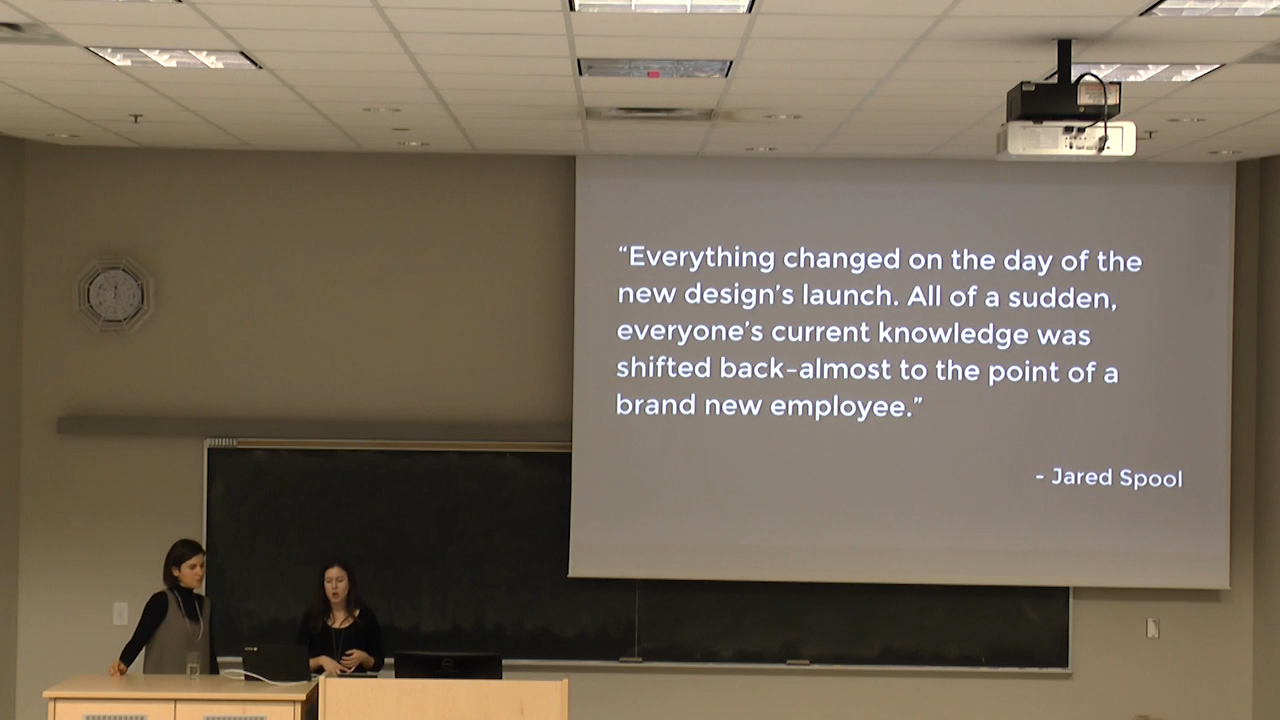 “Everything changed on the day of the
new design’s launch. All of a sudden,
everyone’s current knowledge was
shifted back–almost to the point of a
brand new employee.”
- Jared Spool